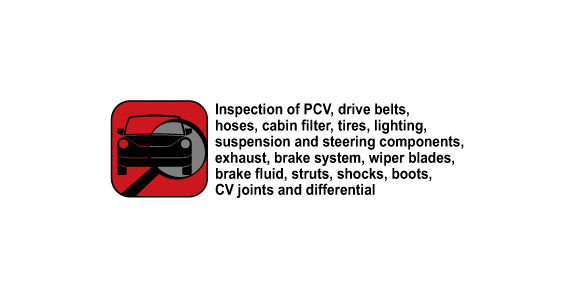 Inspection of PCV, drive belts,
hoses, cabin filter, tires, lighting,
suspension and steering components,
exhaust, brake system, wiper blades,
brake fluid, struts, shocks, boots,
CV joints and differential